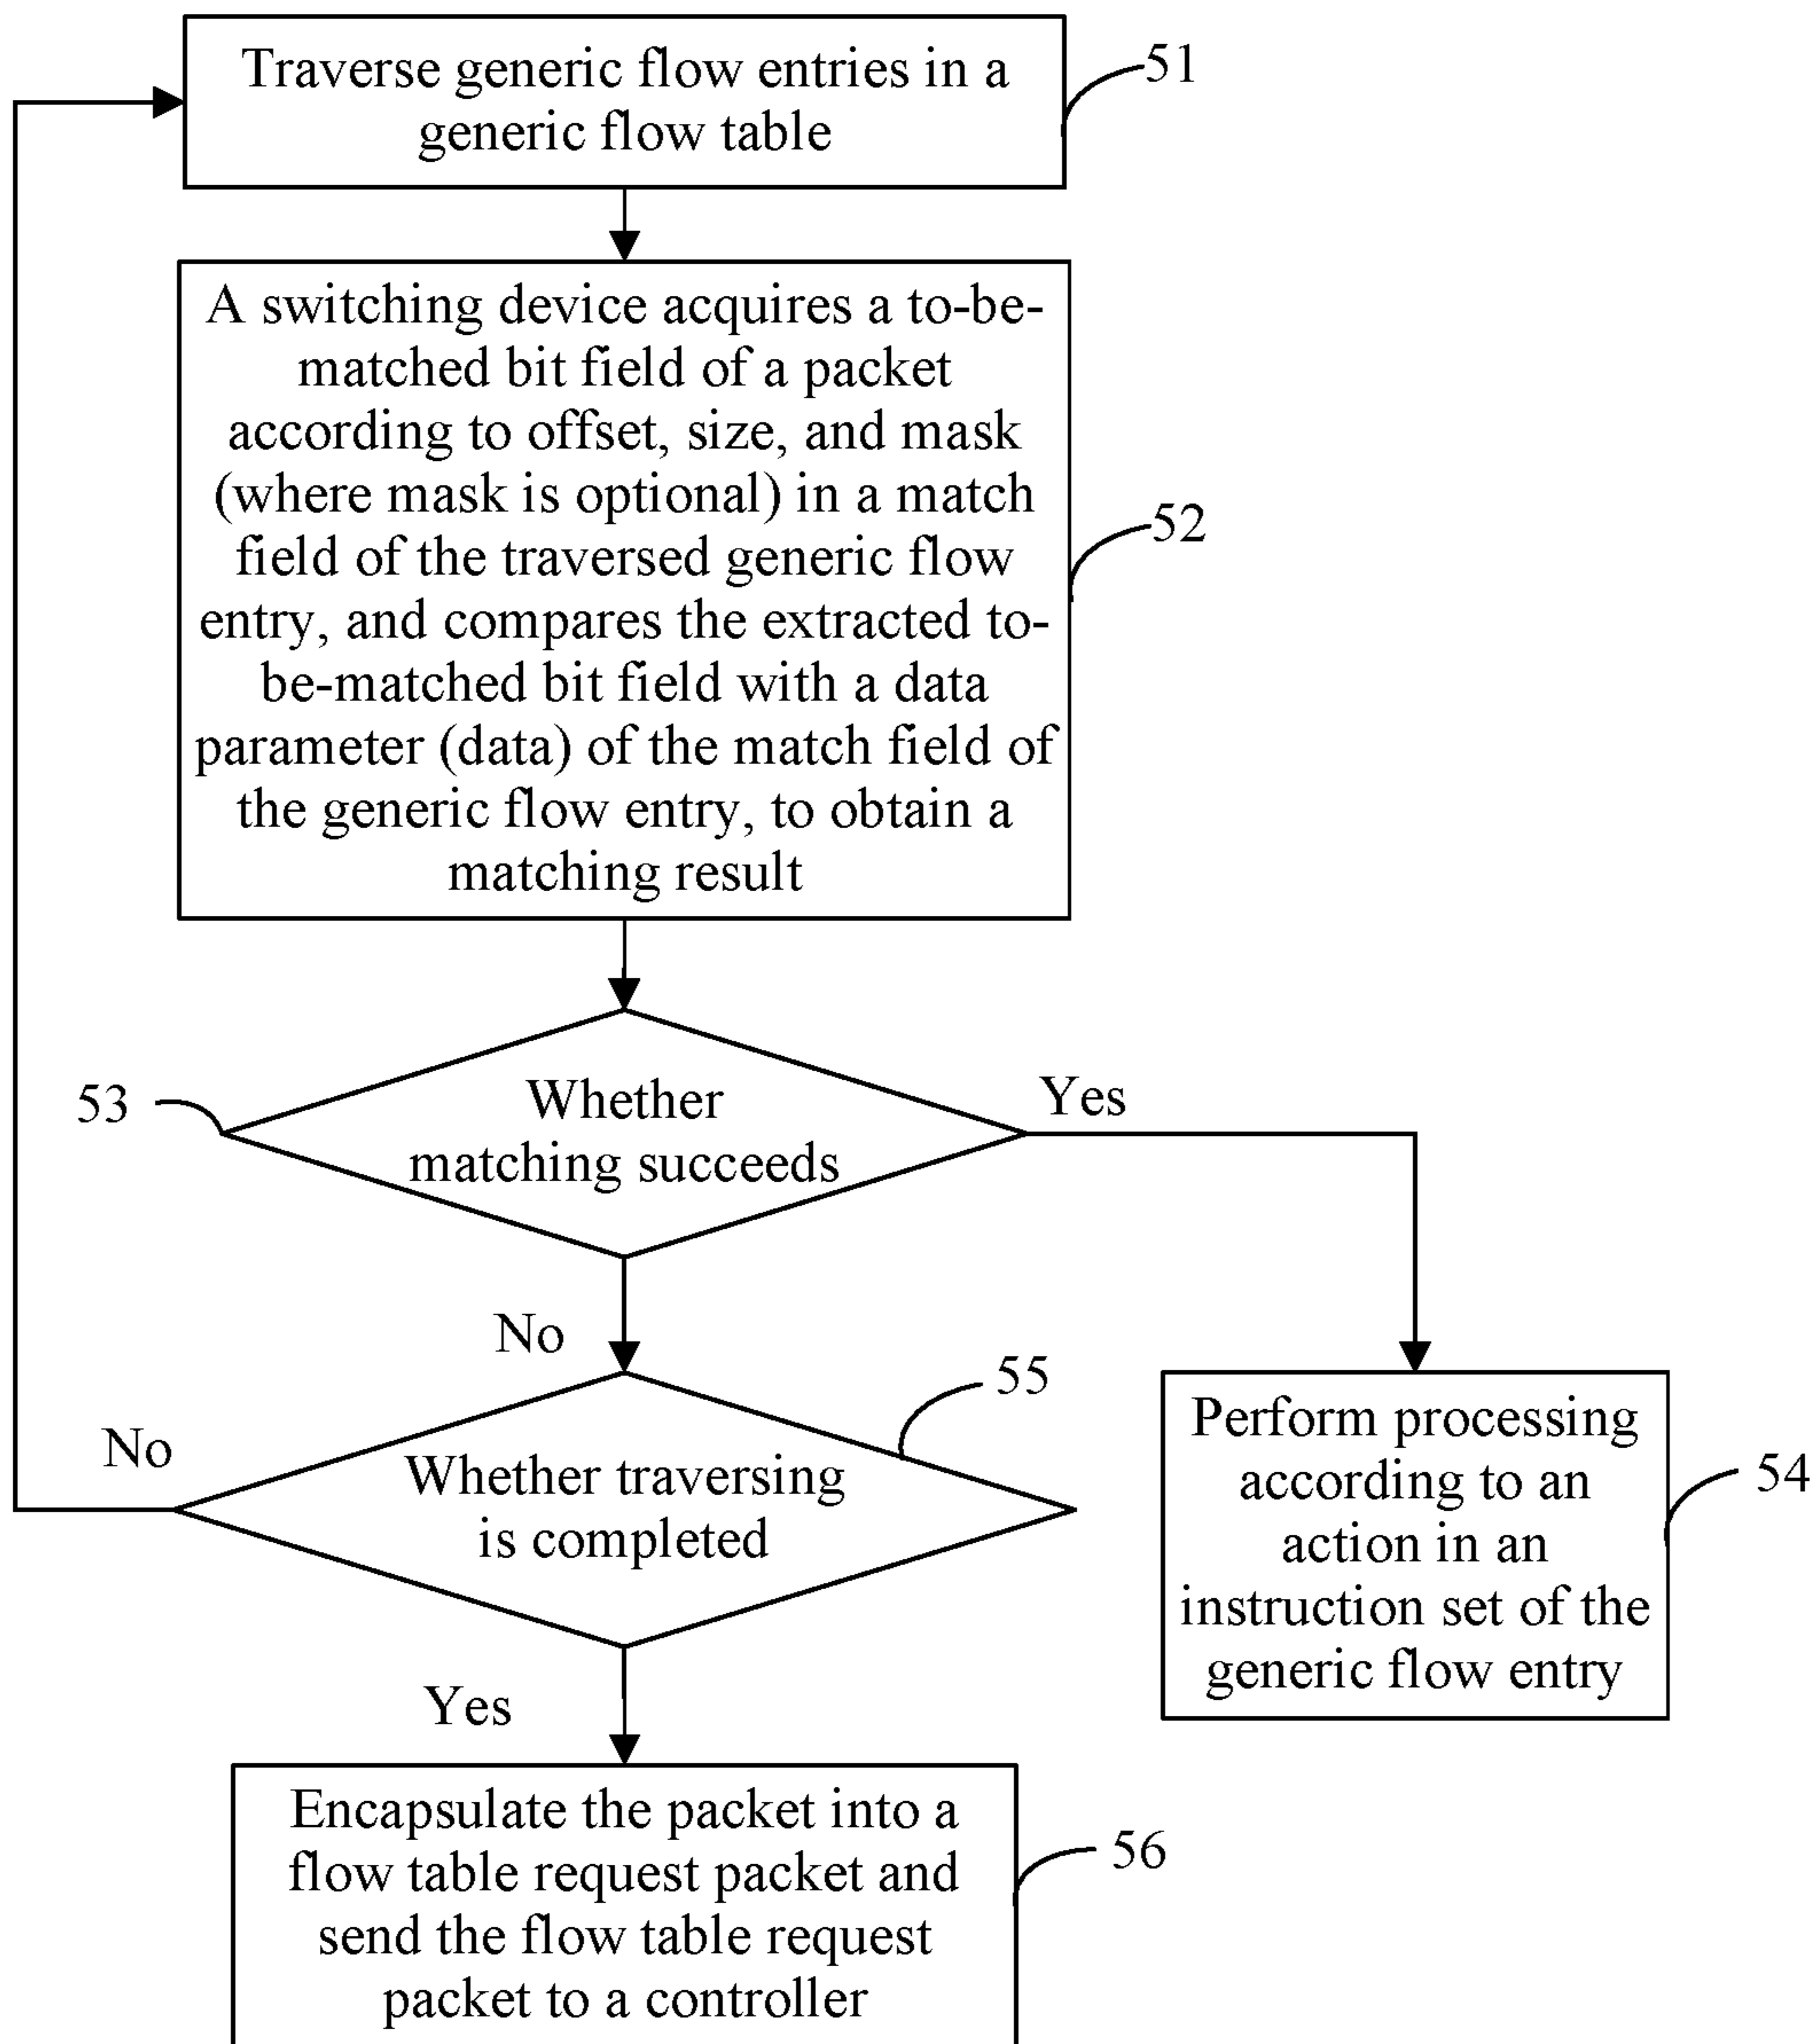 Traverse generic flow entries in a
generic flow table
51
A switching device acquires a to-be-
matched bit field of a packet
according to offset, size, and mask
(where mask is optional) in a match
field of the traversed generic flow
entry, and compares the extracted to-
be-matched bit field with a data
parameter (data) of the match field of
the generic flow entry, to obtain a
matching result
52
53
Whether
matching succeeds
Yes
No
55
No
Whether traversing
is completed
Perform processing
according to an
action in an
instruction set of the
generic flow entry
54
Yes
Encapsulate the packet into a
flow table request packet and
send the flow table request
packet to a controller
56